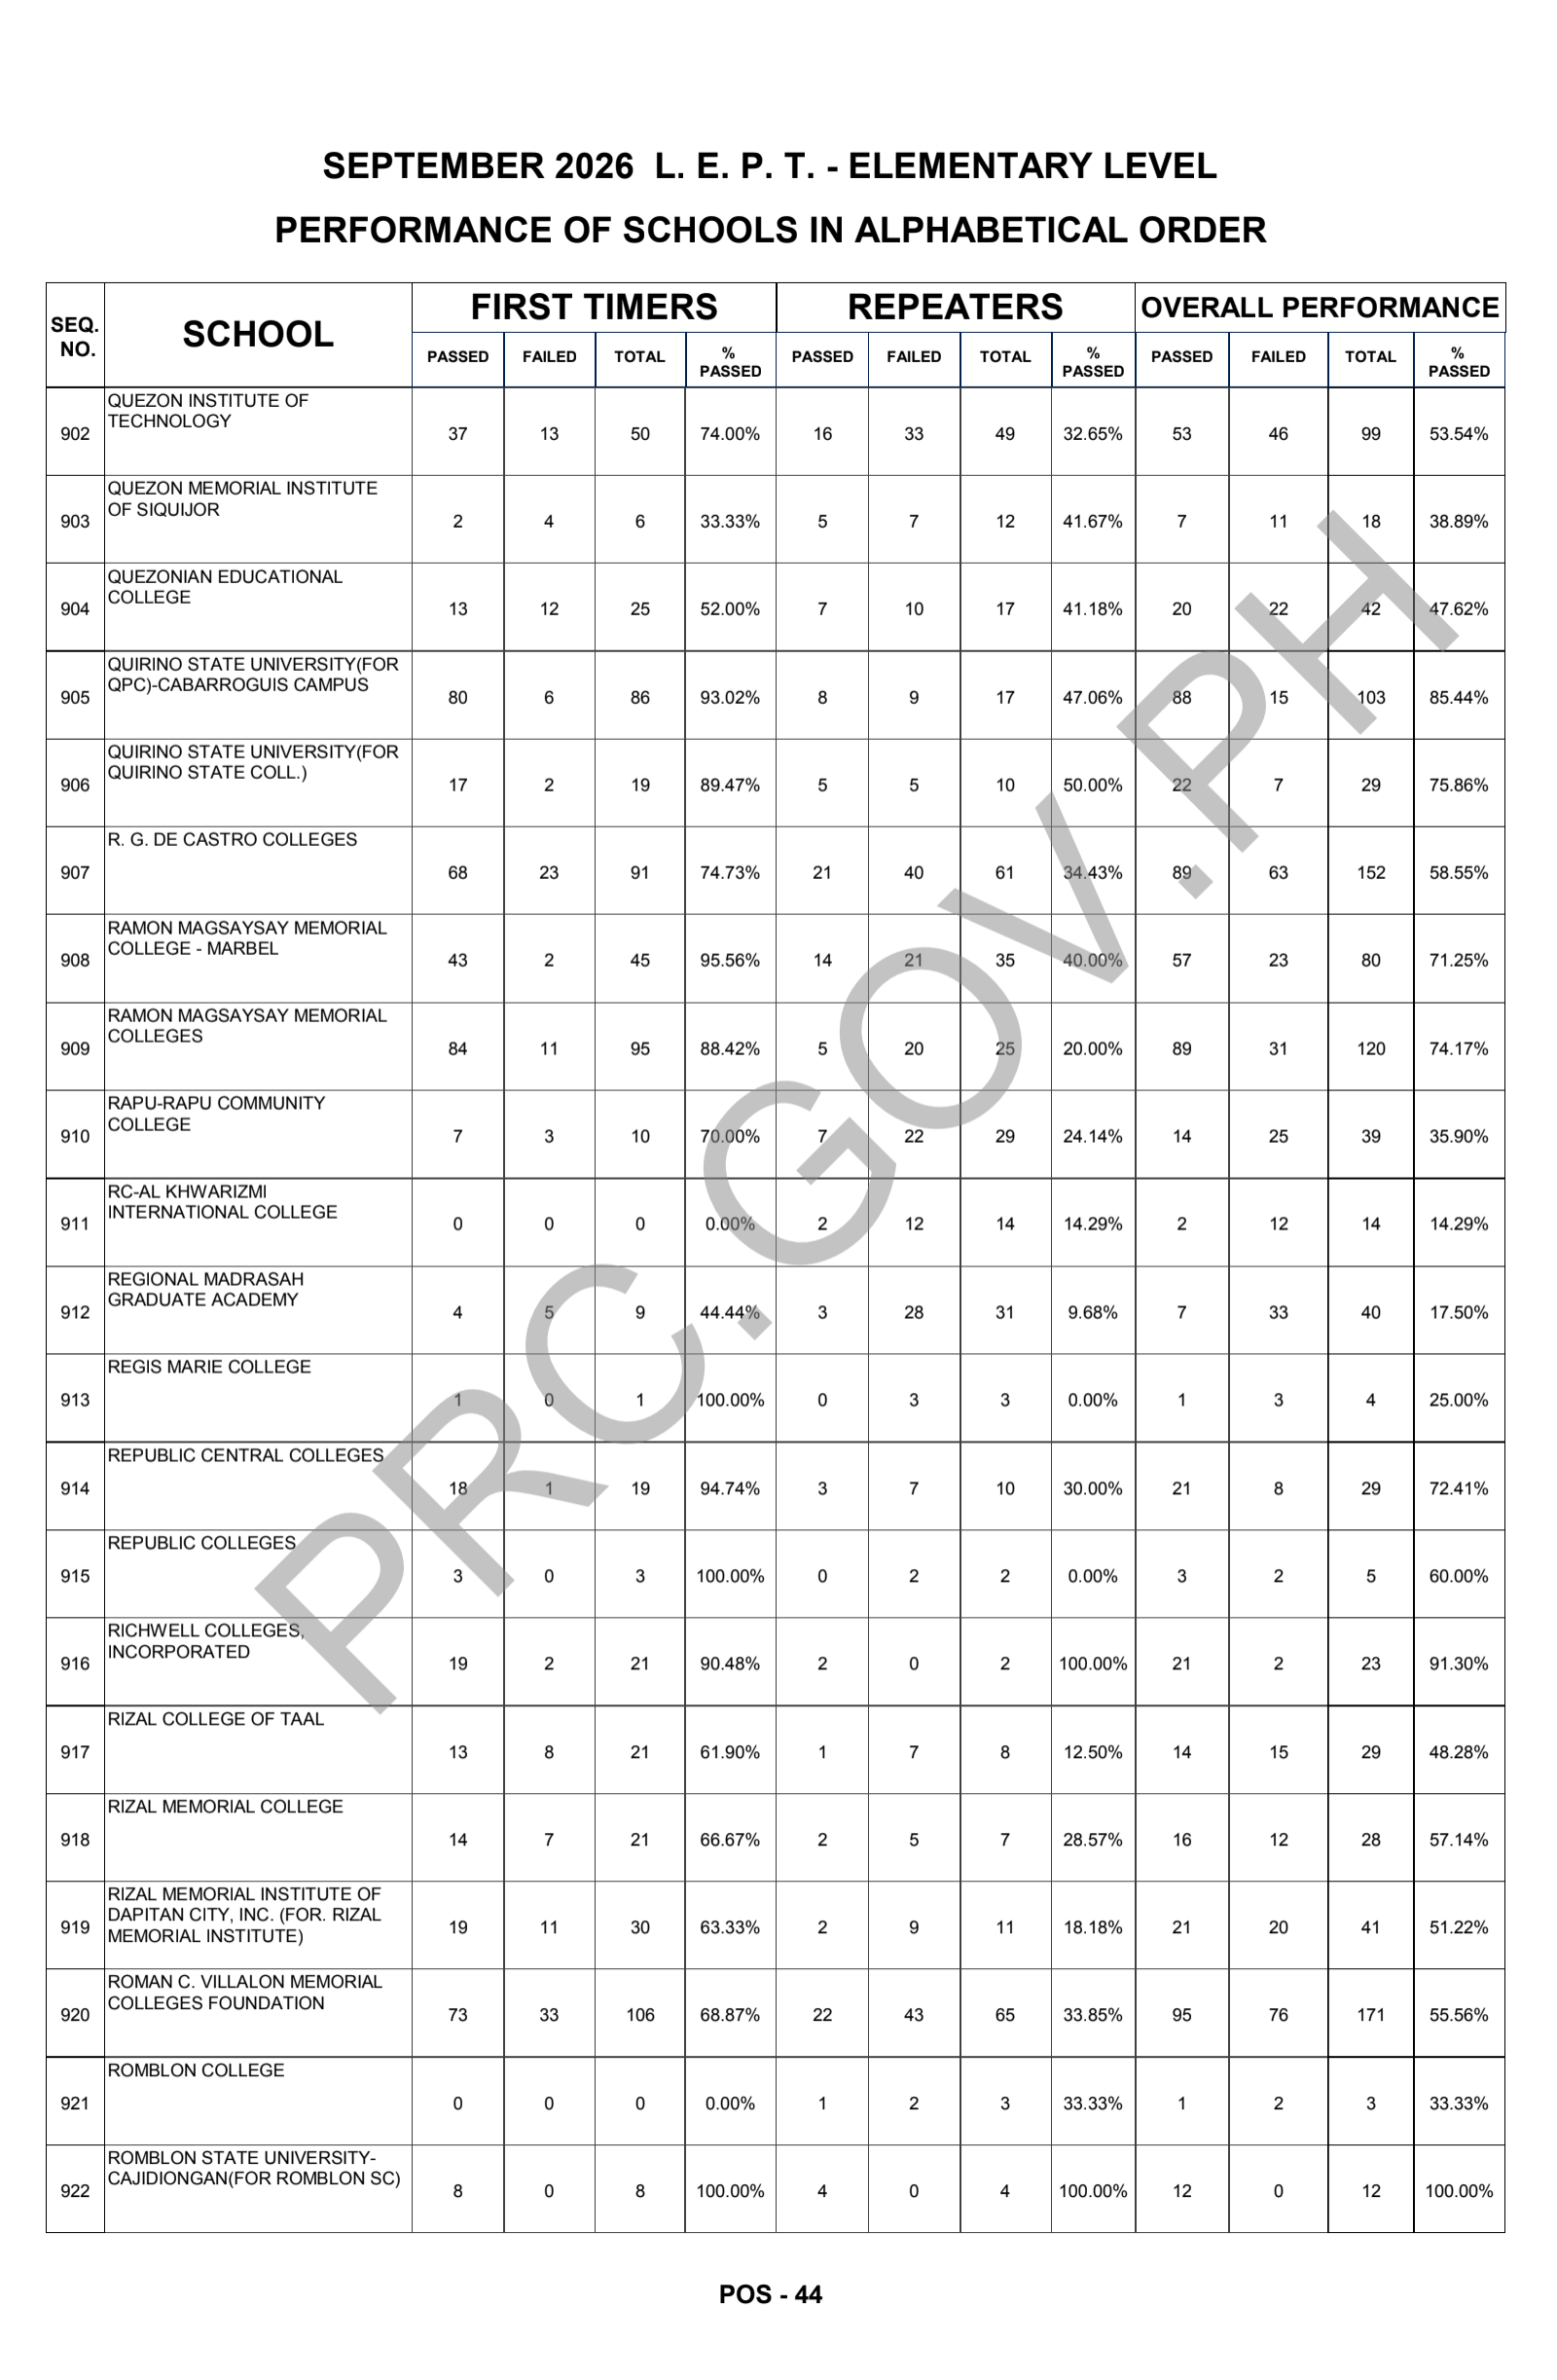 SEPTEMBER 2026 L. E. P. T. - ELEMENTARY LEVEL
PERFORMANCE OF SCHOOLS IN ALPHABETICAL ORDER
SEQ. NO. SCHOOL FIRST TIMERS REPEATERS OVERALL PERFORMANCE
PASSED FAILED TOTAL % PASSED PASSED FAILED TOTAL % PASSED PASSED FAILED TOTAL % PASSED
QUEZON INSTITUTE OF
TECHNOLOGY
902 37 13 50 74.00% 16 33 49 32.65% 53 46 99 53.54%
QUEZON MEMORIAL INSTITUTE
OF SIQUIJOR
903 2 4 6 33.33% 5 7 12 41.67% 7 11 18 38.89%
QUEZONIAN EDUCATIONAL
COLLEGE
904 13 12 25 52.00% 7 10 17 41.18% 20 22 42 47.62%
QUIRINO STATE UNIVERSITY(FOR
QPC)-CABARROGUIS CAMPUS
905 80 6 86 93.02% 8 9 17 47.06% 88 15 103 85.44%
QUIRINO STATE UNIVERSITY(FOR
QUIRINO STATE COLL.)
906 17 2 19 89.47% 5 5 10 50.00% 22 7 29 75.86%
R. G. DE CASTRO COLLEGES
907 68 23 91 74.73% 21 40 61 34.43% 89 63 152 58.55%
RAMON MAGSAYSAY MEMORIAL
COLLEGE - MARBEL
908 43 2 45 95.56% 14 21 35 40.00% 57 23 80 71.25%
RAMON MAGSAYSAY MEMORIAL
COLLEGES
909 84 11 95 88.42% 5 20 25 20.00% 89 31 120 74.17%
RAPU-RAPU COMMUNITY
COLLEGE
910 7 3 10 70.00% 7 22 29 24.14% 14 25 39 35.90%
RC-AL KHWARIZMI
INTERNATIONAL COLLEGE
911 0 0 0 0.00% 2 12 14 14.29% 2 12 14 14.29%
REGIONAL MADRASAH
GRADUATE ACADEMY
912 4 5 9 44.44% 3 28 31 9.68% 7 33 40 17.50%
REGIS MARIE COLLEGE
913 1 0 1 100.00% 0 3 3 0.00% 1 3 4 25.00%
REPUBLIC CENTRAL COLLEGES
914 18 1 19 94.74% 3 7 10 30.00% 21 8 29 72.41%
REPUBLIC COLLEGES
915 3 0 3 100.00% 0 2 2 0.00% 3 2 5 60.00%
RICHWELL COLLEGES,
INCORPORATED
916 19 2 21 90.48% 2 0 2 100.00% 21 2 23 91.30%
RIZAL COLLEGE OF TAAL
917 13 8 21 61.90% 1 7 8 12.50% 14 15 29 48.28%
RIZAL MEMORIAL COLLEGE
918 14 7 21 66.67% 2 5 7 28.57% 16 12 28 57.14%
RIZAL MEMORIAL INSTITUTE OF
DAPITAN CITY, INC. (FOR. RIZAL
MEMORIAL INSTITUTE)
919 19 11 30 63.33% 2 9 11 18.18% 21 20 41 51.22%
ROMAN C. VILLALON MEMORIAL
COLLEGES FOUNDATION
920 73 33 106 68.87% 22 43 65 33.85% 95 76 171 55.56%
ROMBLON COLLEGE
921 0 0 0 0.00% 1 2 3 33.33% 1 2 3 33.33%
ROMBLON STATE UNIVERSITY-
CAJIDIONGAN(FOR ROMBLON SC)
922 8 0 8 100.00% 4 0 4 100.00% 12 0 12 100.00%
PRC.GOV.PH
POS - 44